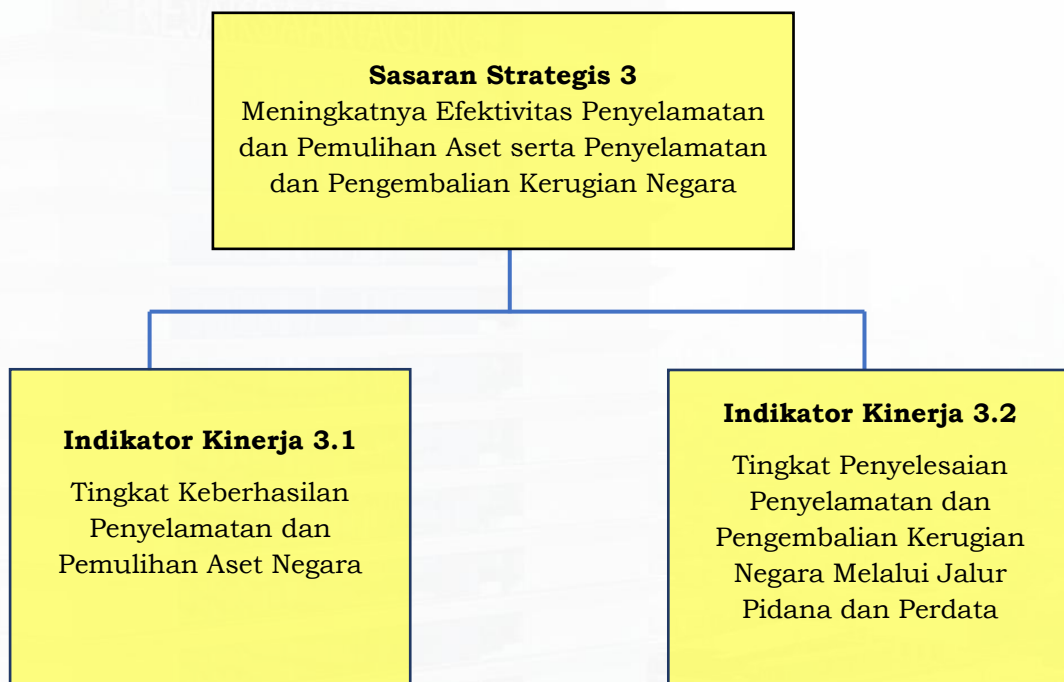 Sasaran Strategis 3
Meningkatnya Efektivitas Penyelamatan
dan Pemulihan Aset serta Penyelamatan
dan Pengembalian Kerugian Negara
Indikator Kinerja 3.1
Tingkat Keberhasilan
Penyelamatan dan
Pemulihan Aset Negara
Indikator Kinerja 3.2
Tingkat Penyelesaian
Penyelamatan dan
Pengembalian Kerugian
Negara Melalui Jalur
Pidana dan Perdata